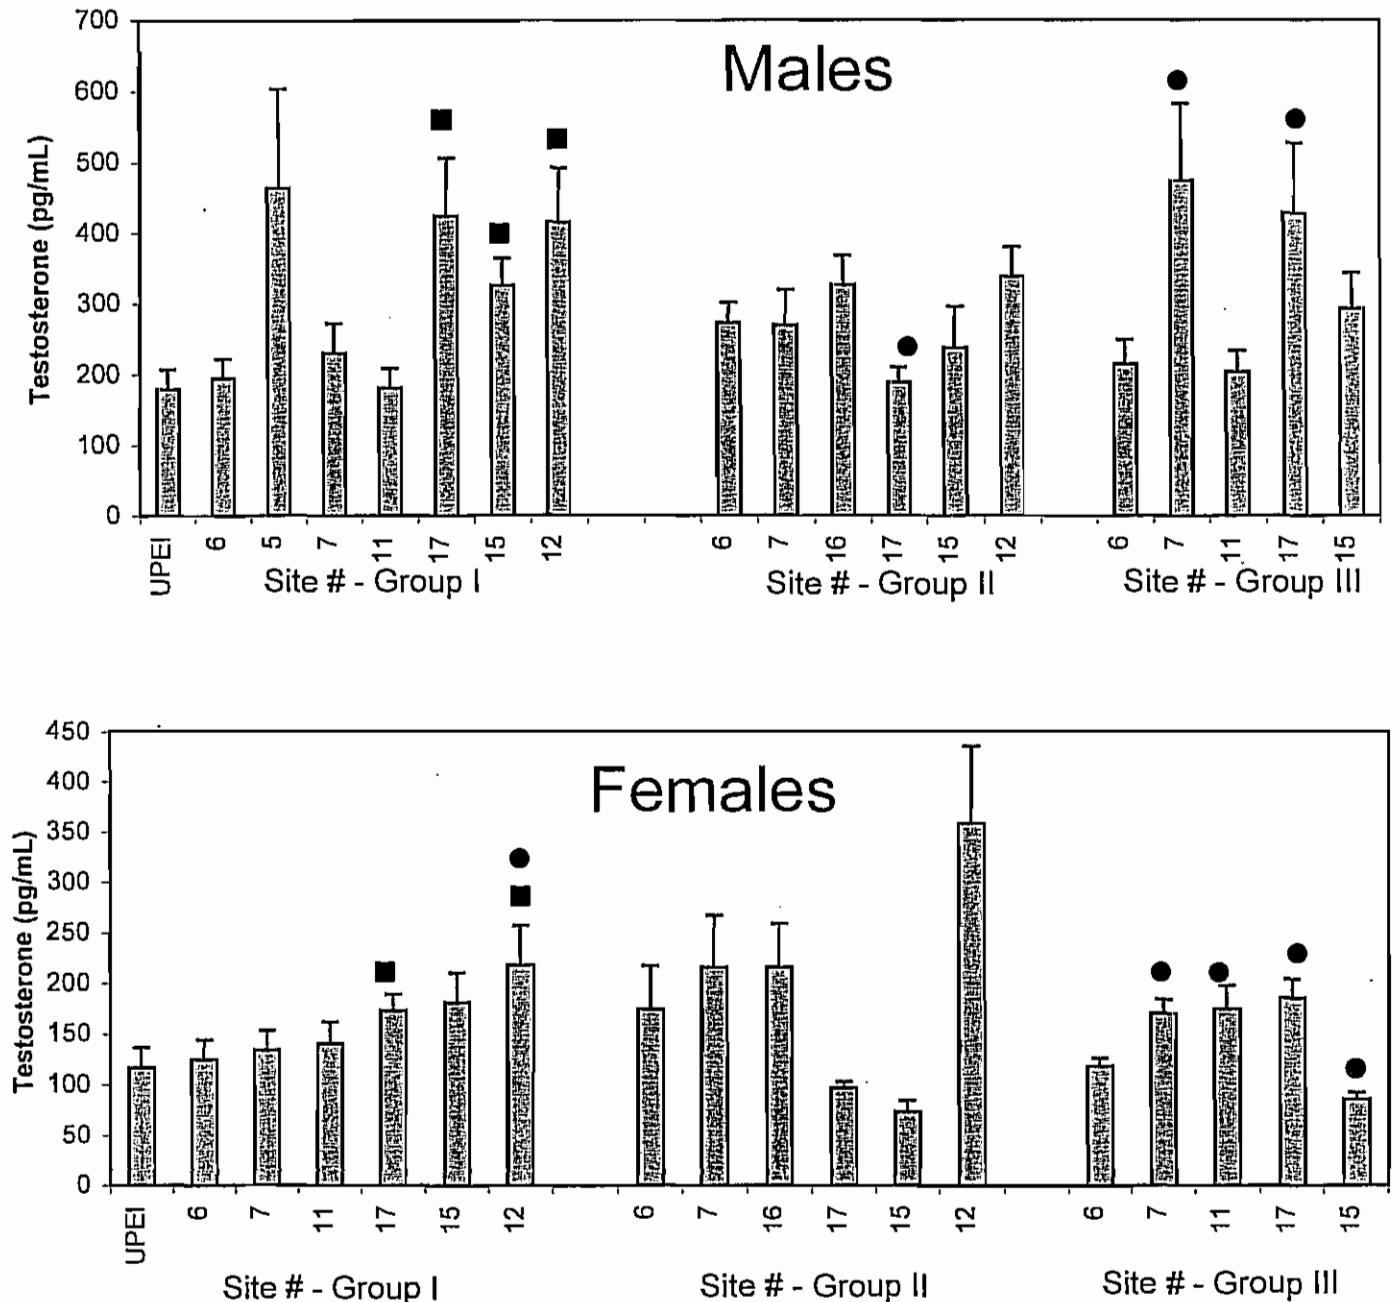 Males
Testosterone (pg/mL)
700
600
500
400
300
200
100
0
UPEI 6 5 7 11 17 15 12 6 7 16 17 15 12 6 7 11 17 15
Site # - Group I Site # - Group II Site # - Group III
Females
Testosterone (pg/mL)
450
400
350
300
250
200
150
100
50
0
UPEI 6 7 11 17 15 12 6 7 16 17 15 12 6 7 11 17 15
Site # - Group I Site # - Group II Site # - Group III